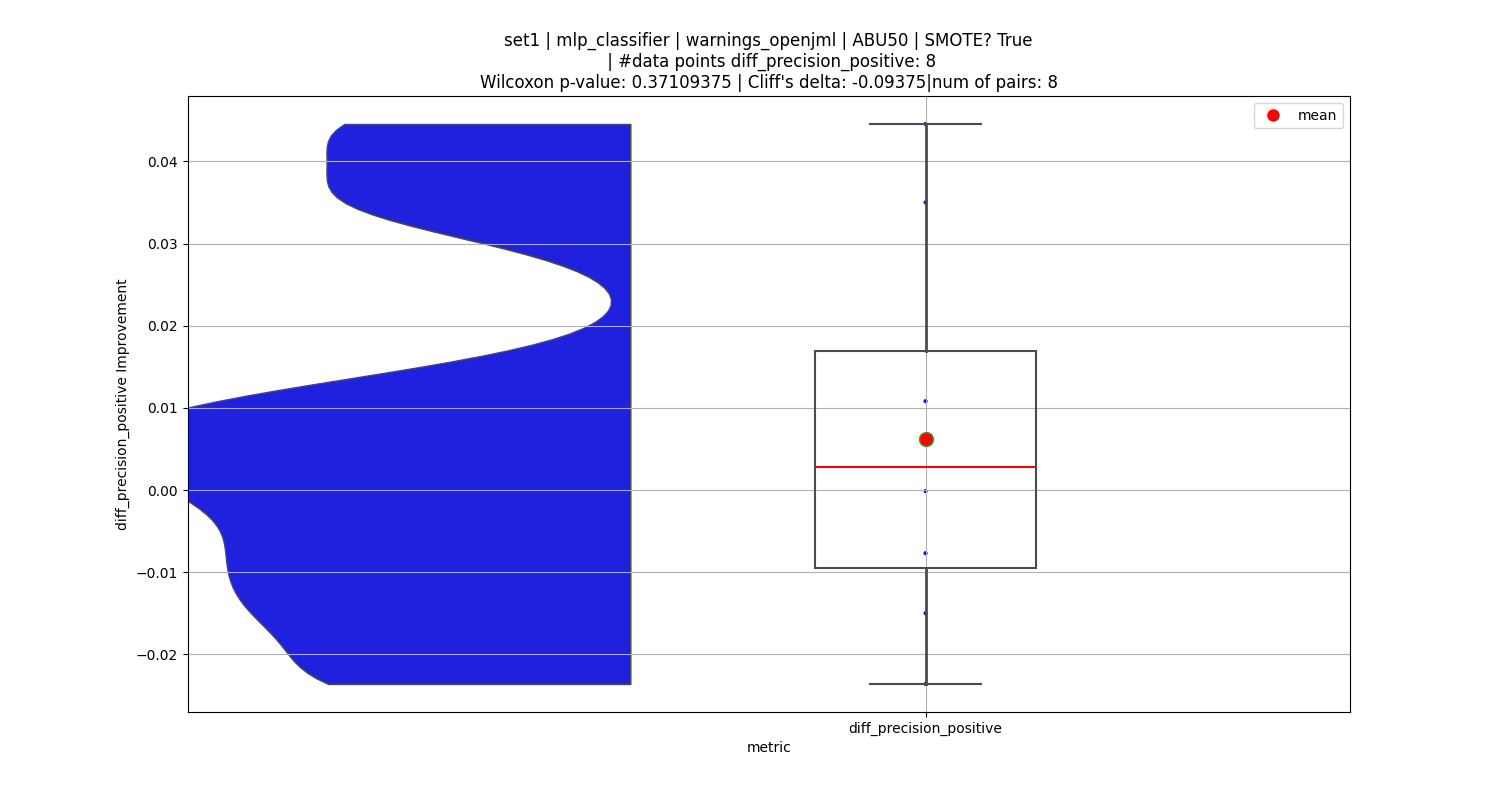 set1 | mlp_classifier | warnings_openjml | ABU50 | SMOTE? True
| #data points diff_precision_positive: 8
Wilcoxon p-value: 0.37109375 | Cliff's delta: -0.09375|num of pairs: 8
mean
0.04
0.03
0.02
0.01
0.00
−0.01
−0.02
diff_precision_positive Improvement
diff_precision_positive
metric